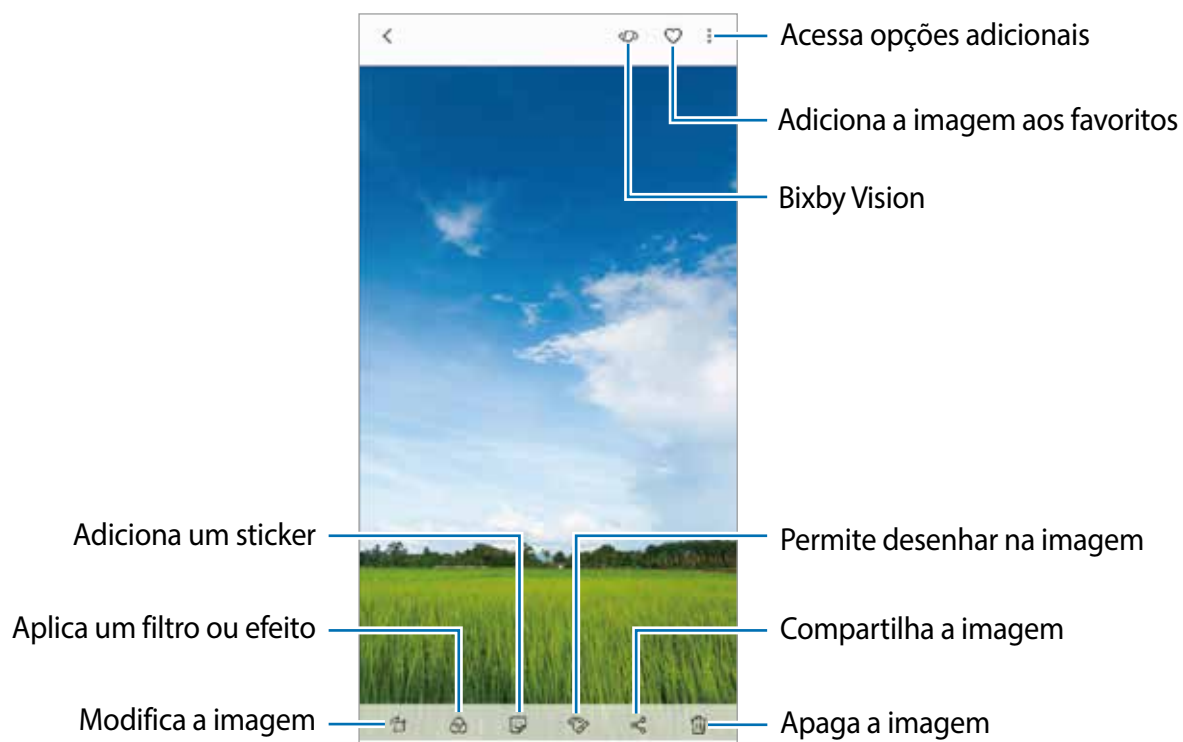 Acessa opções adicionais
Adiciona a imagem aos favoritos
Bixby Vision
Adiciona um sticker
Permite desenhar na imagem
Aplica um filtro ou efeito
Compartilha a imagem
Modifica a imagem
Apaga a imagem